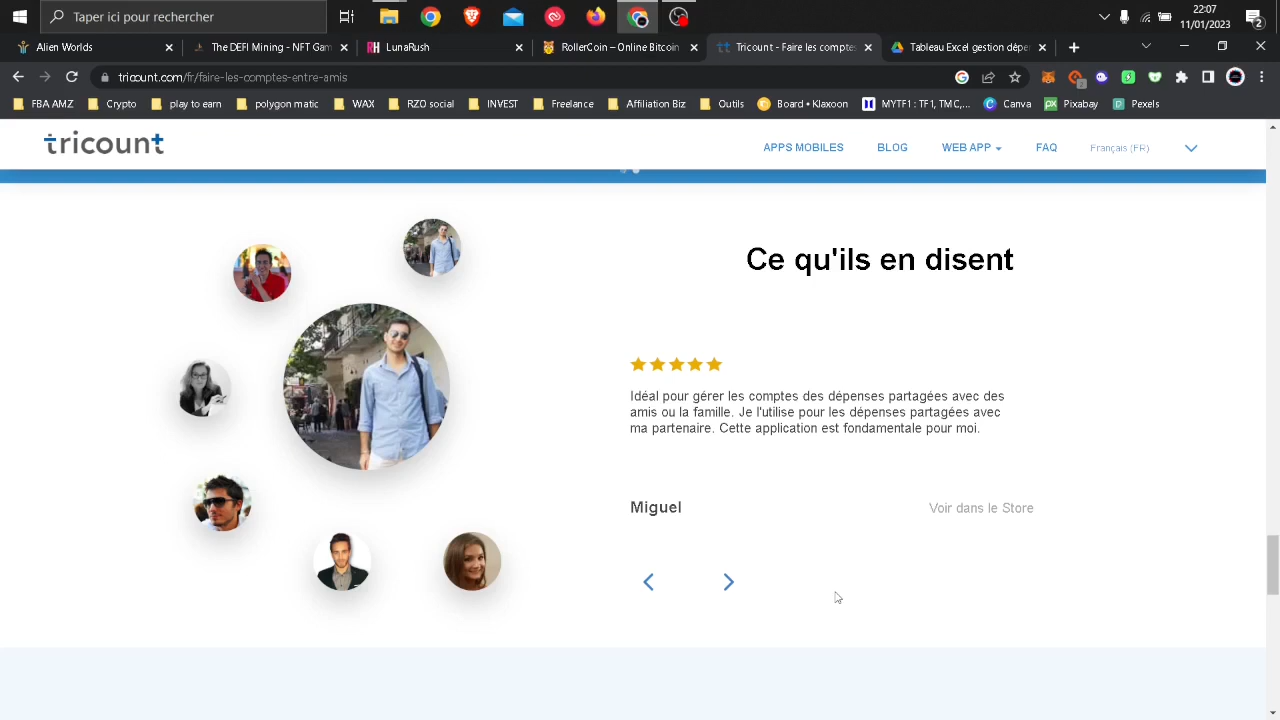 Taper ici pour rechercher
22:07
11/01/2023
2
Alien Worlds
The DEFI Mining - NFT Gam
LunaRush
RollerCoin – Online Bitcoin
Tricount - Faire les comptes
Tableau Excel gestion dépe
tricount.com/fr/faire-les-comptes-entre-amis
2
FBA AMZ
Crypto
play to earn
polygo matic
WAX
RZO social
INVEST
Freelance
Affiliation Biz
Outils
Board • Klaxoon
MYTF1 : TF1, TMC,...
Canva
Pixabay
Pexels
tricount
APPS MOBILES
BLOG
WEB APP
FAQ
Français (FR)
Ce qu'ils en disent
Idéal pour gérer les comptes des dépenses partagées avec des
amis ou la famille. Je l'utilise pour les dépenses partagées avec
ma partenaire. Cette application est fondamentale pour moi.
Miguel
Voir dans le Store